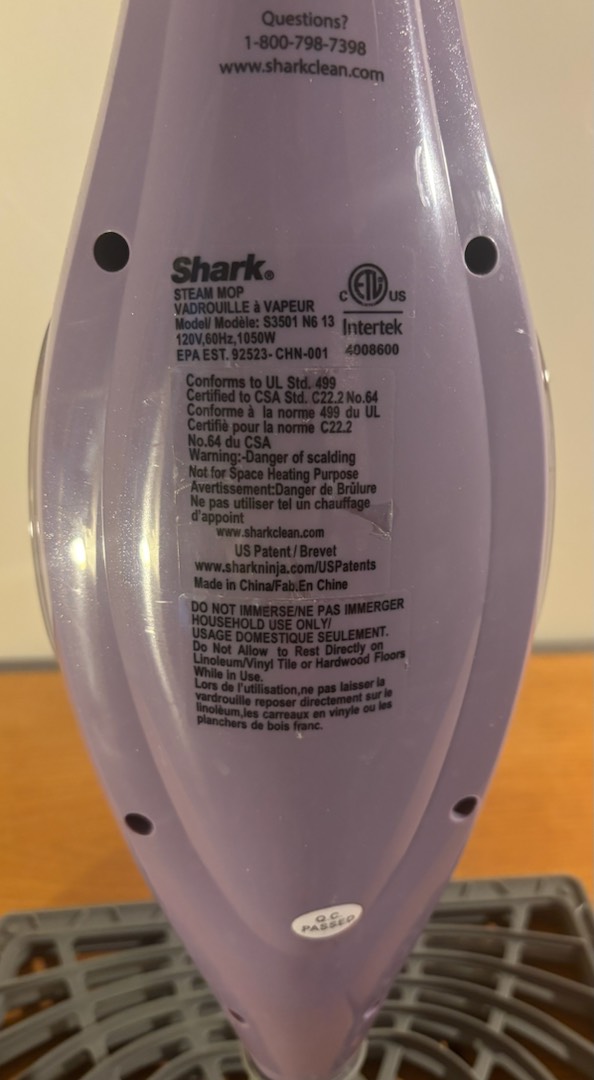 Questions?
1-800-798-7398
www.sharkclean.com
Shark®
STEAM MOP
VADROUILLE à VAPEUR
Model/ Modèle: S3501 N6 13
120V,60Hz,1050W
EPA EST. 92523- CHN-001
C ETL US
Intertek
4008600
Conforms to UL Std. 499
Certified to CSA Std. C22.2 No.64
Conforme à la norme 499 du UL
Certifiè pour la norme C22.2
No.64 du CSA
Warning:-Danger of scalding
Not for Space Heating Purpose
Avertissement:Danger de Brûlure
Ne pas utiliser tel un chauffage
d'appoint
www.sharkclean.com
US Patent / Brevet
www.sharkninja.com/USPatents
Made in China/Fab.En Chine
DO NOT IMMERSE/NE PAS IMMERGER
HOUSEHOLD USE ONLY/
USAGE DOMESTIQUE SEULEMENT.
Do Not Allow to Rest Directly on
Linoleum/Vinyl Tile or Hardwood Floors
While in Use.
Lors de l'utilisation,ne pas laisser la
vardrouille reposer directement sur le
linolèum,les carreaux en vinyle ou les
planchers de bois franc.
Q.C.
PASSED